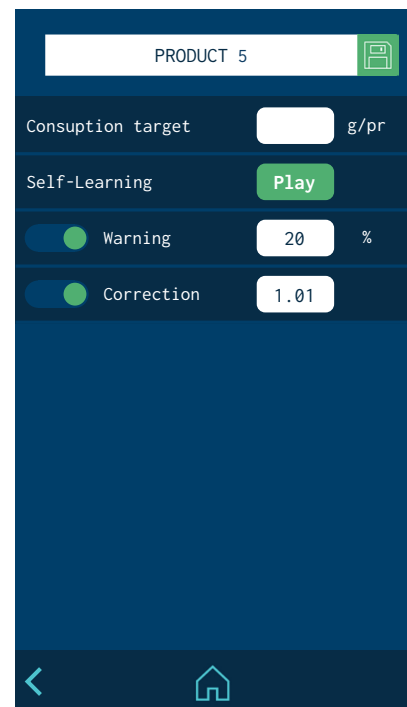 PRODUCT 5
Consuption target g/pr
Self-Learning Play
Warning 20 %
Correction 1.01